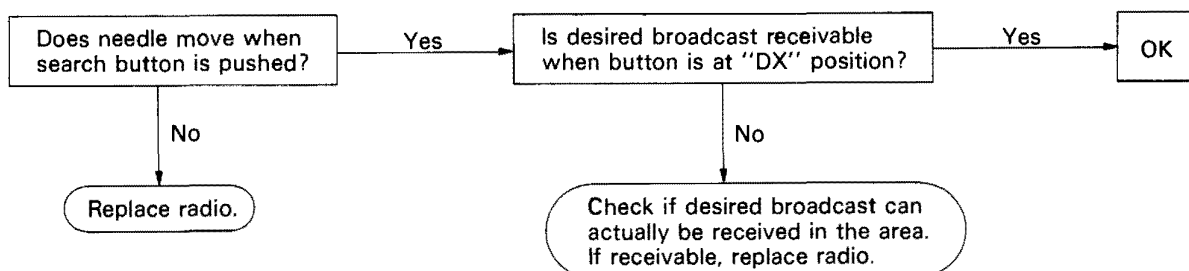 Does needle move when
search button is pushed?
Yes
Is desired broadcast receivable
when button is at "DX" position?
Yes
OK
No
No
Replace radio.
Check if desired broadcast can
actually be received in the area.
If receivable, replace radio.